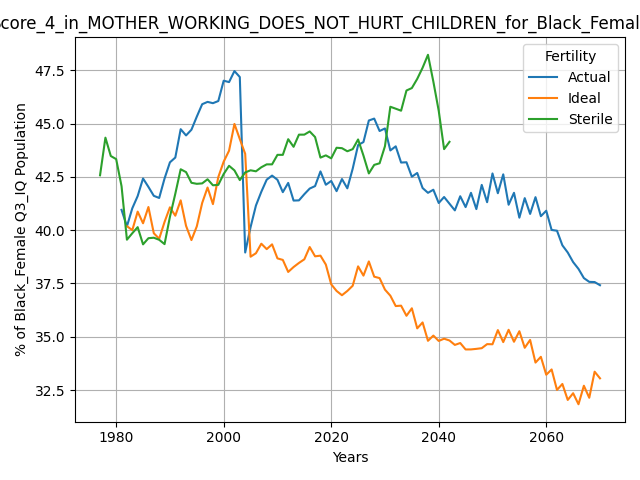 core_4_in_MOTHER_WORKING_DOES_NOT_HURT_CHILDREN_for_Black_Femal
% of Black_Female Q3_IQ Population
47.5
45.0
42.5
40.0
37.5
35.0
32.5
Fertility
Actual
Ideal
Sterile
1980
2000
2020
2040
2060
Years